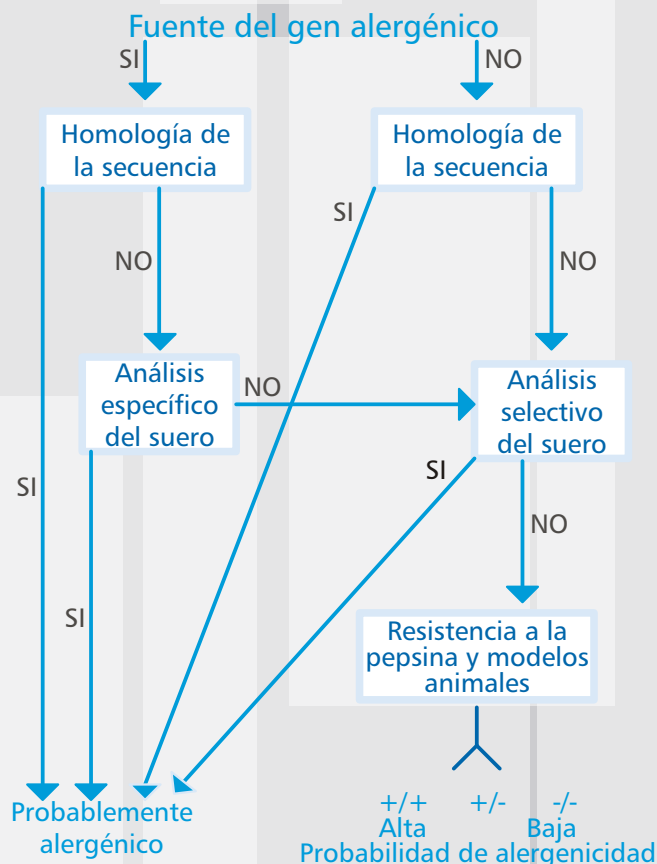 Fuente del gen alergénico
SI
NO
Homología de
la secuencia
Homología de
la secuencia
SI
NO
NO
Análisis
específico
del suero
NO
Análisis
selectivo
del suero
SI
SI
NO
SI
Resistencia a la
pepsina y modelos
animales
Probablemente
alergénico
+/+ +/- -/-
Alta Baja
Probabilidad de alergenicidad